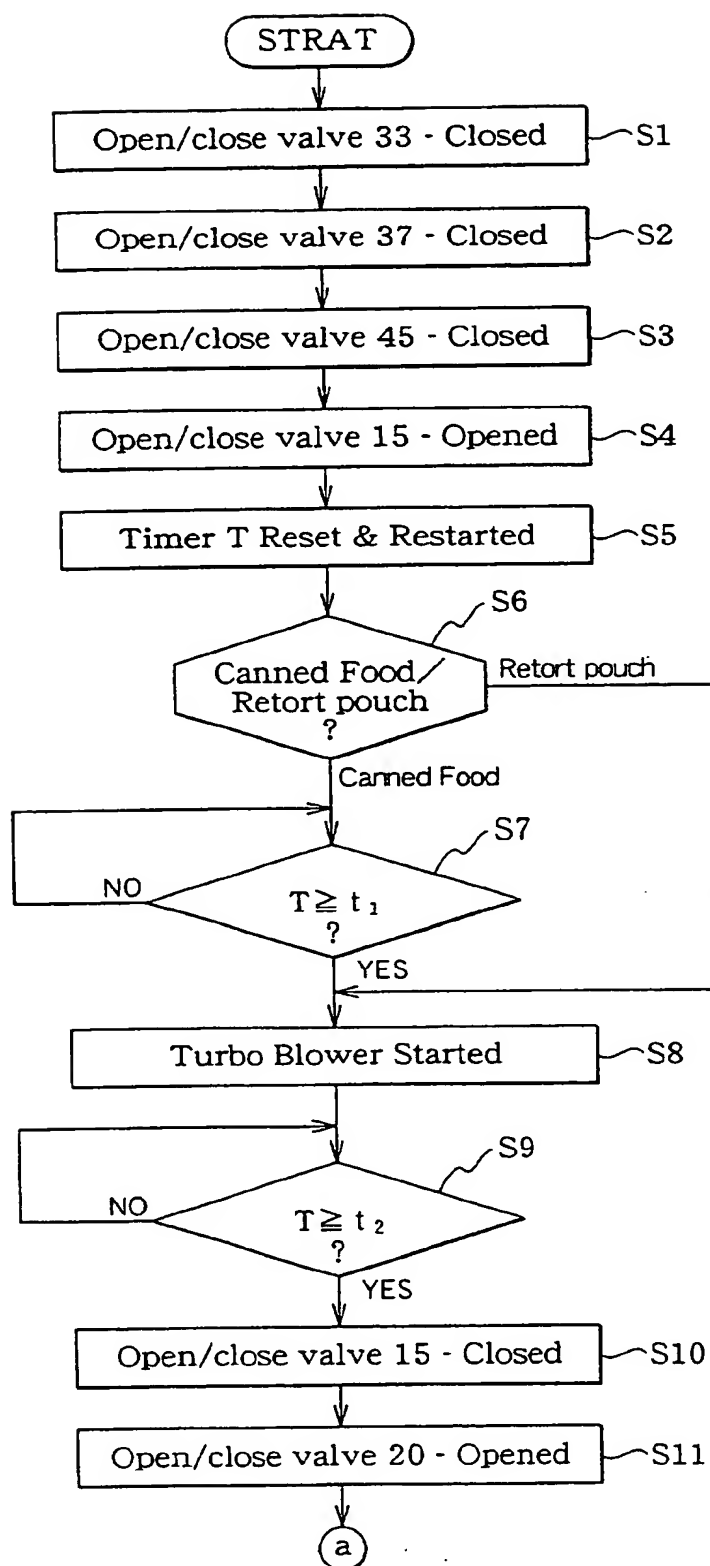 STRAT
Open/close valve 33 - Closed
S1
Open/close valve 37 - Closed
S2
Open/close valve 45 - Closed
S3
Open/close valve 15 - Opened
S4
Timer T Reset & Restarted
S5
S6
Canned Food/
Retort pouch
?
Retort pouch
Canned Food
S7
NO
T ≧ t₁
?
YES
Turbo Blower Started
S8
S9
NO
T ≧ t₂
?
YES
Open/close valve 15 - Closed
S10
Open/close valve 20 - Opened
S11
a